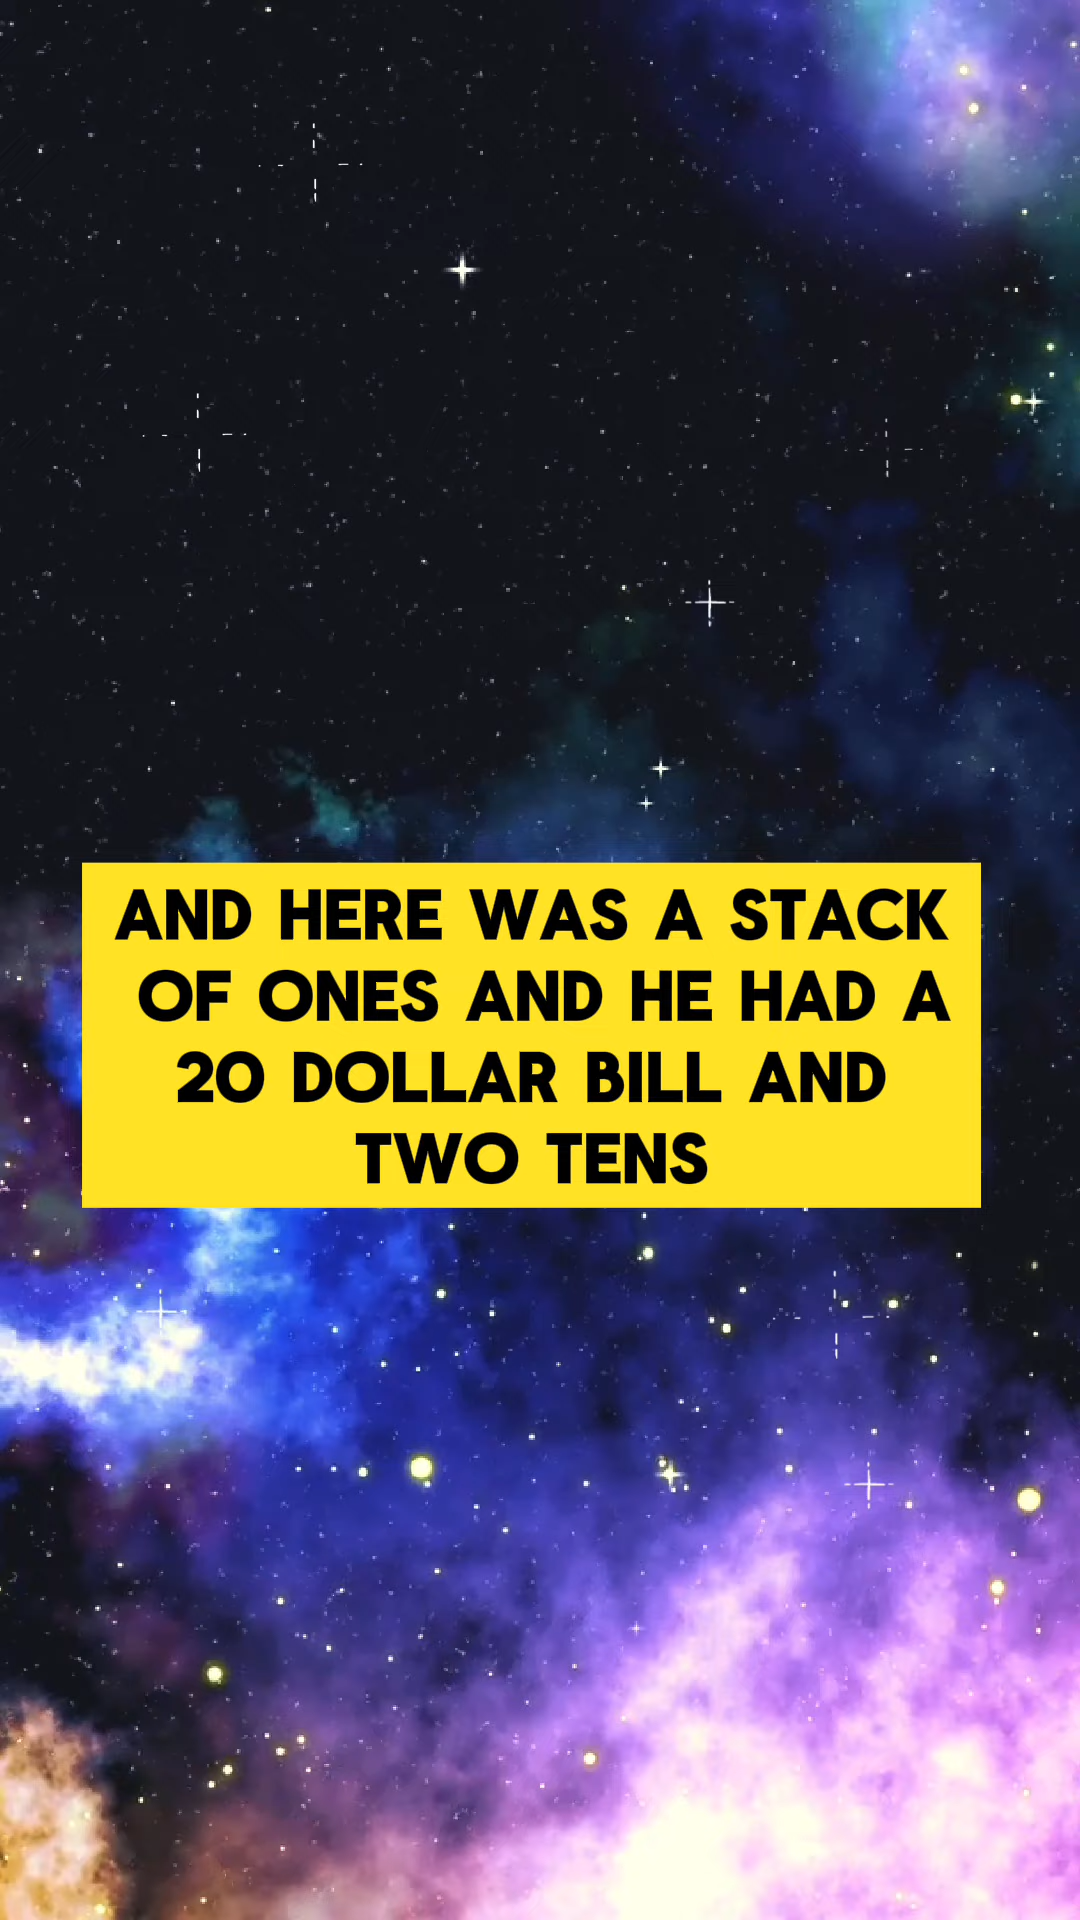 AND HERE WAS A STACK
OF ONES AND HE HAD A
20 DOLLAR BILL AND
TWO TENS